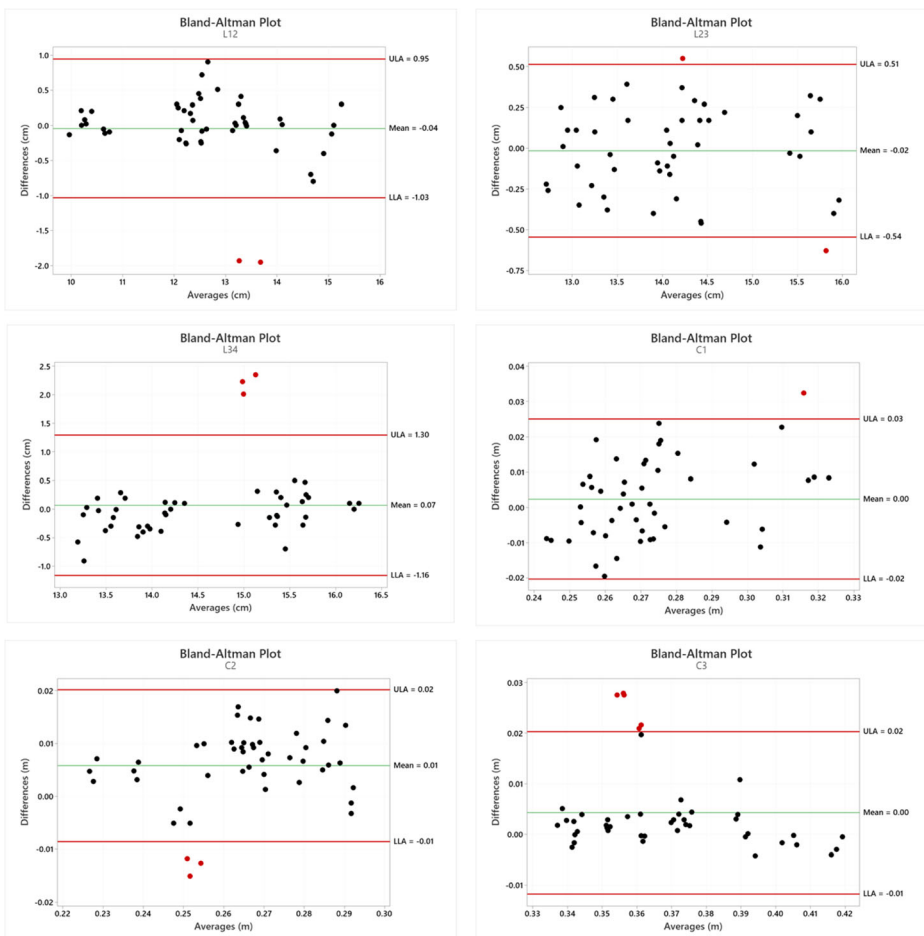 Bland-Altman Plot
L12
1.0
0.5
0.0
-0.5
-1.0
-1.5
-2.0
Differences (cm)
ULA = 0.95
Mean = -0.04
LLA = -1.03
10 11 12 13 14 15 16
Averages (cm)
Bland-Altman Plot
L23
0.50
0.25
0.00
-0.25
-0.50
-0.75
Differences (cm)
ULA = 0.51
Mean = -0.02
LLA = -0.54
13.0 13.5 14.0 14.5 15.0 15.5 16.0
Averages (cm)
Bland-Altman Plot
L34
2.5
2.0
1.5
1.0
0.5
0.0
-0.5
-1.0
Differences (cm)
ULA = 1.30
Mean = 0.07
LLA = -1.16
13.0 13.5 14.0 14.5 15.0 15.5 16.0 16.5
Averages (cm)
Bland-Altman Plot
C1
0.04
0.03
0.02
0.01
0.00
-0.01
-0.02
Differences (m)
ULA = 0.03
Mean = 0.00
LLA = -0.02
0.24 0.25 0.26 0.27 0.28 0.29 0.30 0.31 0.32 0.33
Averages (m)
Bland-Altman Plot
C2
0.02
0.01
0.00
-0.01
-0.02
Differences (m)
ULA = 0.02
Mean = 0.01
LLA = -0.01
0.22 0.23 0.24 0.25 0.26 0.27 0.28 0.29 0.30
Averages (m)
Bland-Altman Plot
C3
0.03
0.02
0.01
0.00
-0.01
Differences (m)
ULA = 0.02
Mean = 0.00
LLA = -0.01
0.33 0.34 0.35 0.36 0.37 0.38 0.39 0.40 0.41 0.42
Averages (m)